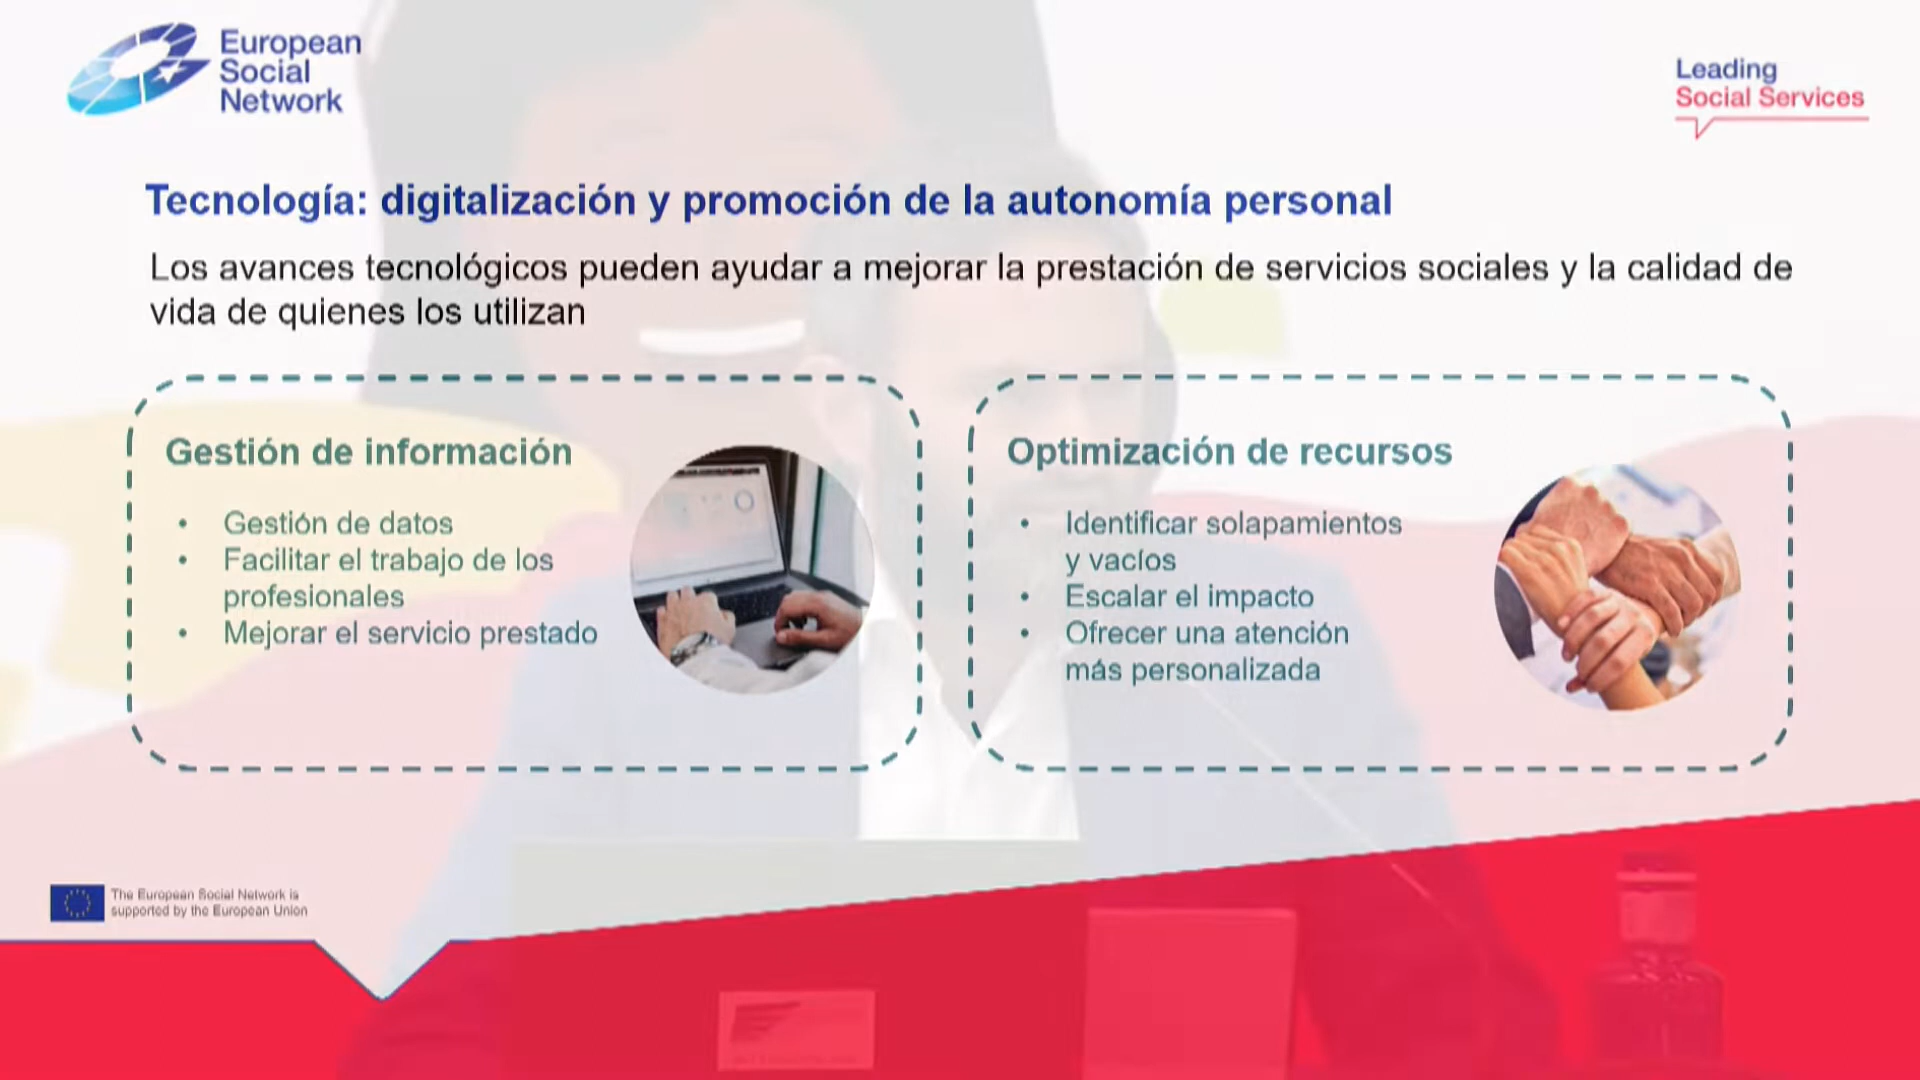 European
Social
Network
Leading
Social Services
Tecnología: digitalización y promoción de la autonomía personal
Los avances tecnológicos pueden ayudar a mejorar la prestación de servicios sociales y la calidad de
vida de quienes los utilizan
Gestión de información
• Gestión de datos
• Facilitar el trabajo de los
profesionales
• Mejorar el servicio prestado
Optimización de recursos
• Identificar solapamientos
y vacíos
• Escalar el impacto
• Ofrecer una atención
más personalizada
The European Social Network is
supported by the European Union